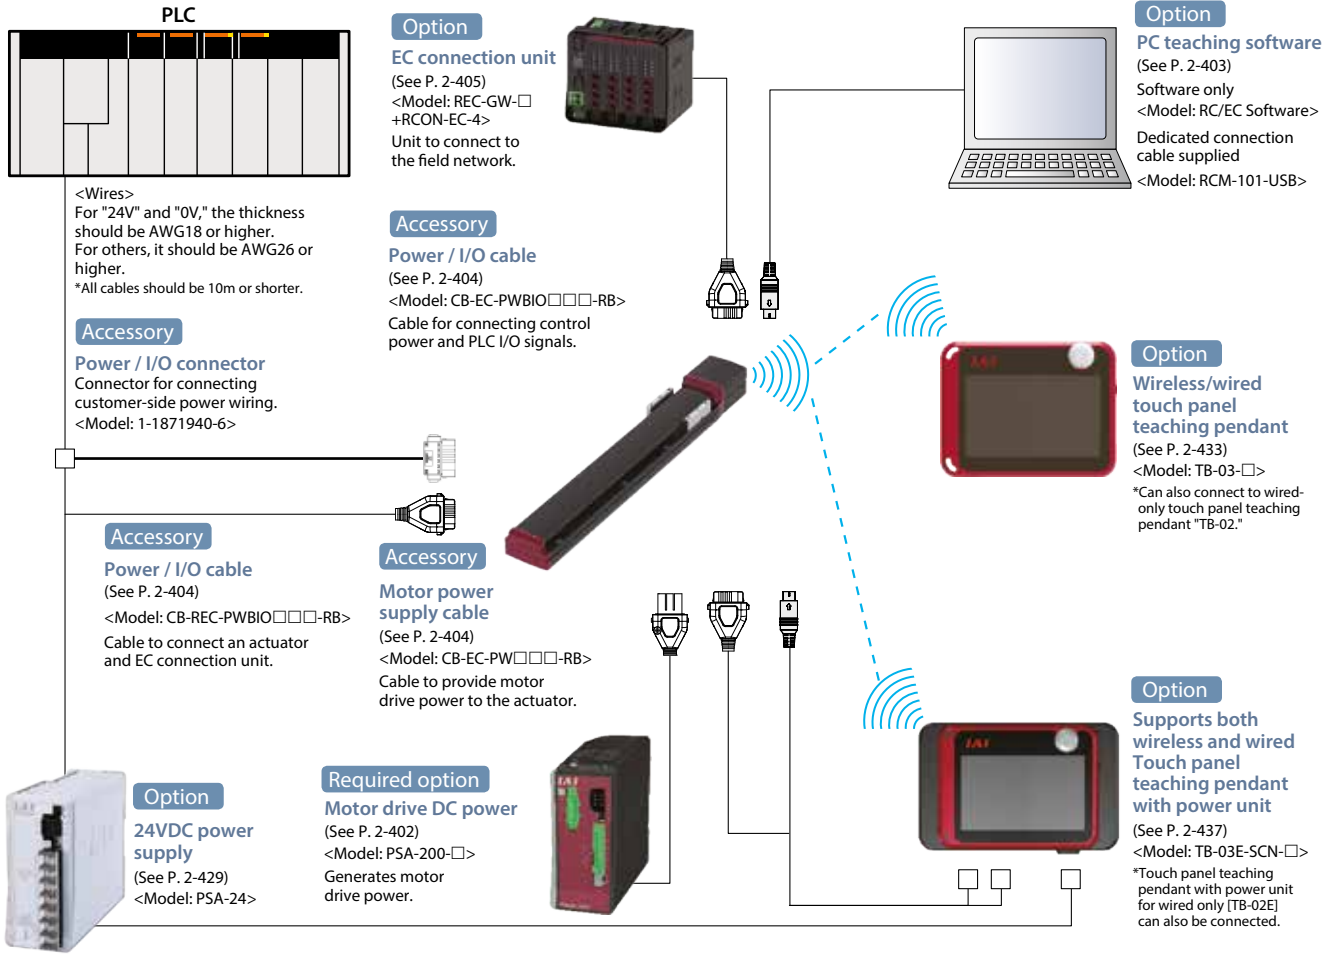 PLC
<Wires>
For "24V" and "0V," the thickness
should be AWG18 or higher.
For others, it should be AWG26 or
higher.
*All cables should be 10m or shorter.
Accessory
Power / I/O connector
Connector for connecting
customer-side power wiring.
<Model: 1-1871940-6>
Option
EC connection unit
(See P. 2-405)
<Model: REC-GW-□
+RCON-EC-4>
Unit to connect to
the field network.
Accessory
Power / I/O cable
(See P. 2-404)
<Model: CB-EC-PWBIO□□□-RB>
Cable for connecting control
power and PLC I/O signals.
Option
PC teaching software
(See P. 2-403)
Software only
<Model: RC/EC Software>
Dedicated connection
cable supplied
<Model: RCM-101-USB>
Option
Wireless/wired
touch panel
teaching pendant
(See P. 2-433)
<Model: TB-03-□>
*Can also connect to wired-
only touch panel teaching
pendant "TB-02."
Accessory
Power / I/O cable
(See P. 2-404)
<Model: CB-REC-PWBIO□□□-RB>
Cable to connect an actuator
and EC connection unit.
Accessory
Motor power
supply cable
(See P. 2-404)
<Model: CB-EC-PW□□□-RB>
Cable to provide motor
drive power to the actuator.
Option
24VDC power
supply
(See P. 2-429)
<Model: PSA-24>
Required option
Motor drive DC power
(See P. 2-402)
<Model: PSA-200-□>
Generates motor
drive power.
IAI
IAI
IAI
Option
Supports both
wireless and wired
Touch panel
teaching pendant
with power unit
(See P. 2-437)
<Model: TB-03E-SCN-□>
*Touch panel teaching
pendant with power unit
for wired only [TB-02E]
can also be connected.